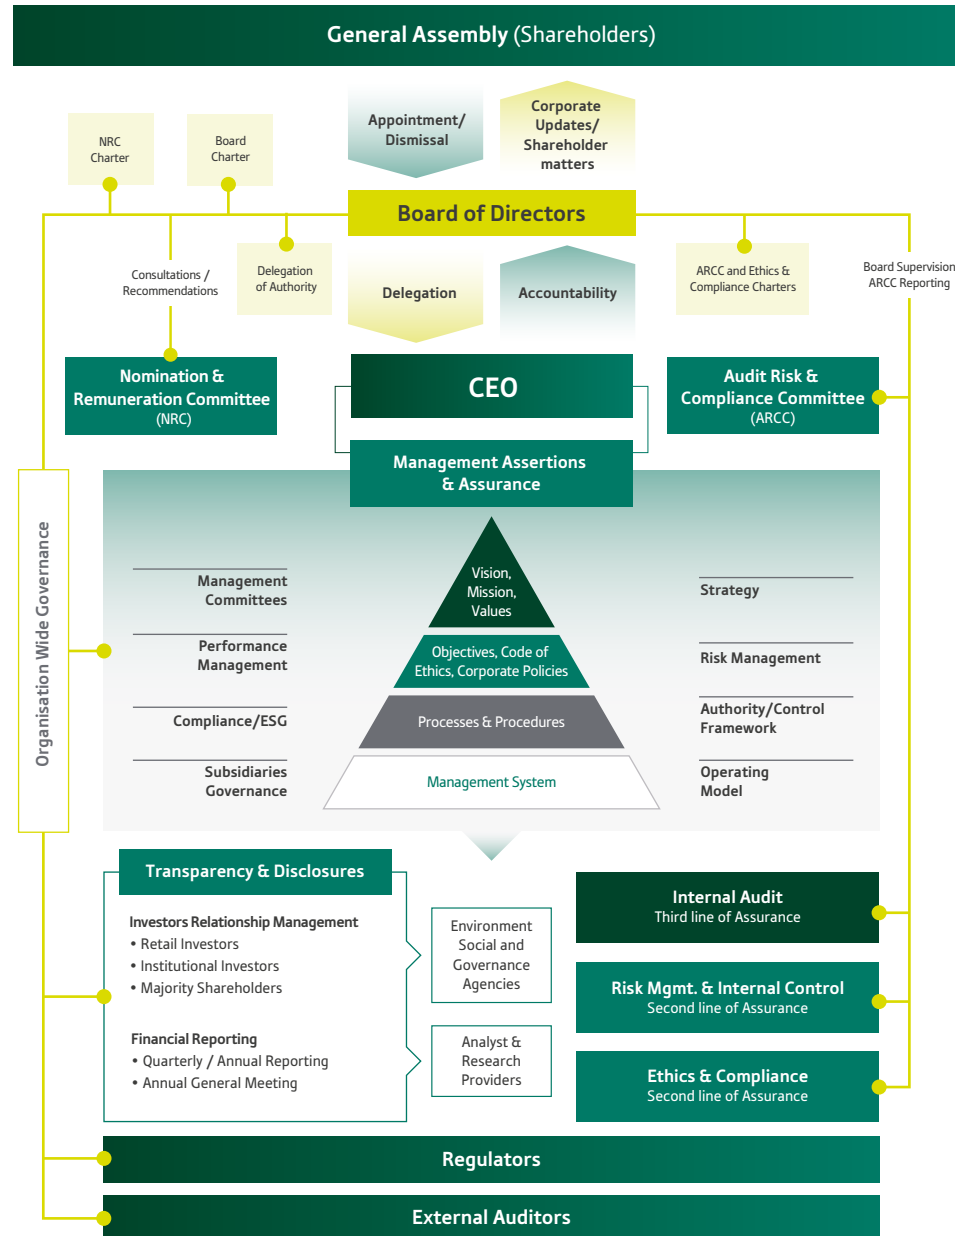 General Assembly (Shareholders)
Appointment/
Dismissal
Corporate
Updates/
Shareholder
matters
NRC
Charter
Board
Charter
Board of Directors
Consultations /
Recommendations
Delegation
of Authority
Delegation
Accountability
ARCC and Ethics &
Compliance Charters
Board Supervision
ARCC Reporting
Nomination &
Remuneration Committee
(NRC)
CEO
Audit Risk &
Compliance Committee
(ARCC)
Management Assertions
& Assurance
Organisation Wide Governance
Management
Committees
Performance
Management
Compliance/ESG
Subsidiaries
Governance
Vision,
Mission,
Values
Objectives, Code of
Ethics, Corporate Policies
Processes & Procedures
Management System
Strategy
Risk Management
Authority/Control
Framework
Operating
Model
Transparency & Disclosures
Investors Relationship Management
• Retail Investors
• Institutional Investors
• Majority Shareholders
Financial Reporting
• Quarterly / Annual Reporting
• Annual General Meeting
Environment
Social and
Governance
Agencies
Analyst &
Research
Providers
Internal Audit
Third line of Assurance
Risk Mgmt. & Internal Control
Second line of Assurance
Ethics & Compliance
Second line of Assurance
Regulators
External Auditors